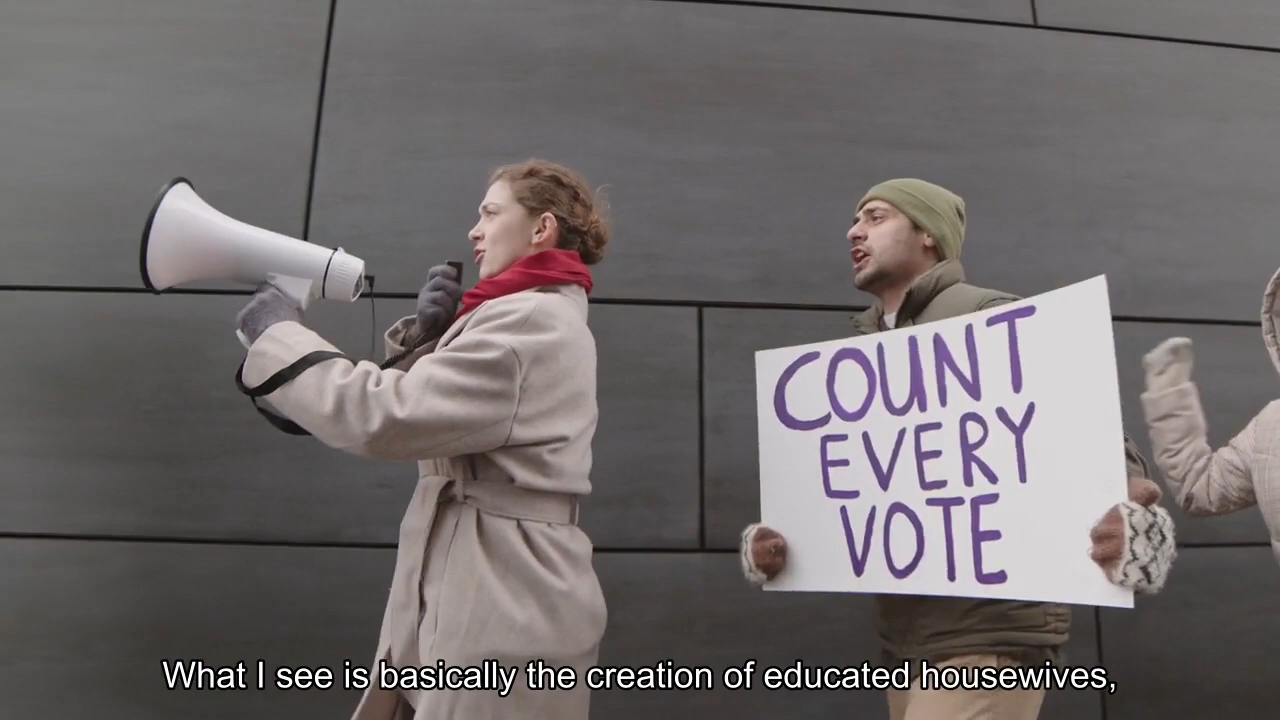 COUNT
EVERY
VOTE
What I see is basically the creation of educated housewives,